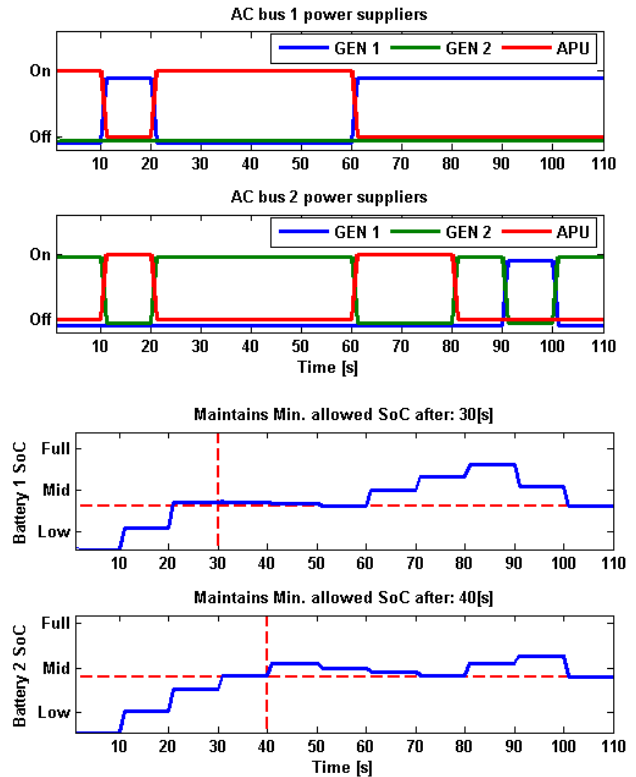 AC bus 1 power suppliers
GEN 1 GEN 2 APU
On
Off
10 20 30 40 50 60 70 80 90 100 110
AC bus 2 power suppliers
GEN 1 GEN 2 APU
On
Off
10 20 30 40 50 60 70 80 90 100 110
Time [s]
Maintains Min. allowed SoC after: 30[s]
Battery 1 SoC
Full
Mid
Low
10 20 30 40 50 60 70 80 90 100 110
Maintains Min. allowed SoC after: 40[s]
Battery 2 SoC
Full
Mid
Low
10 20 30 40 50 60 70 80 90 100 110
Time [s]